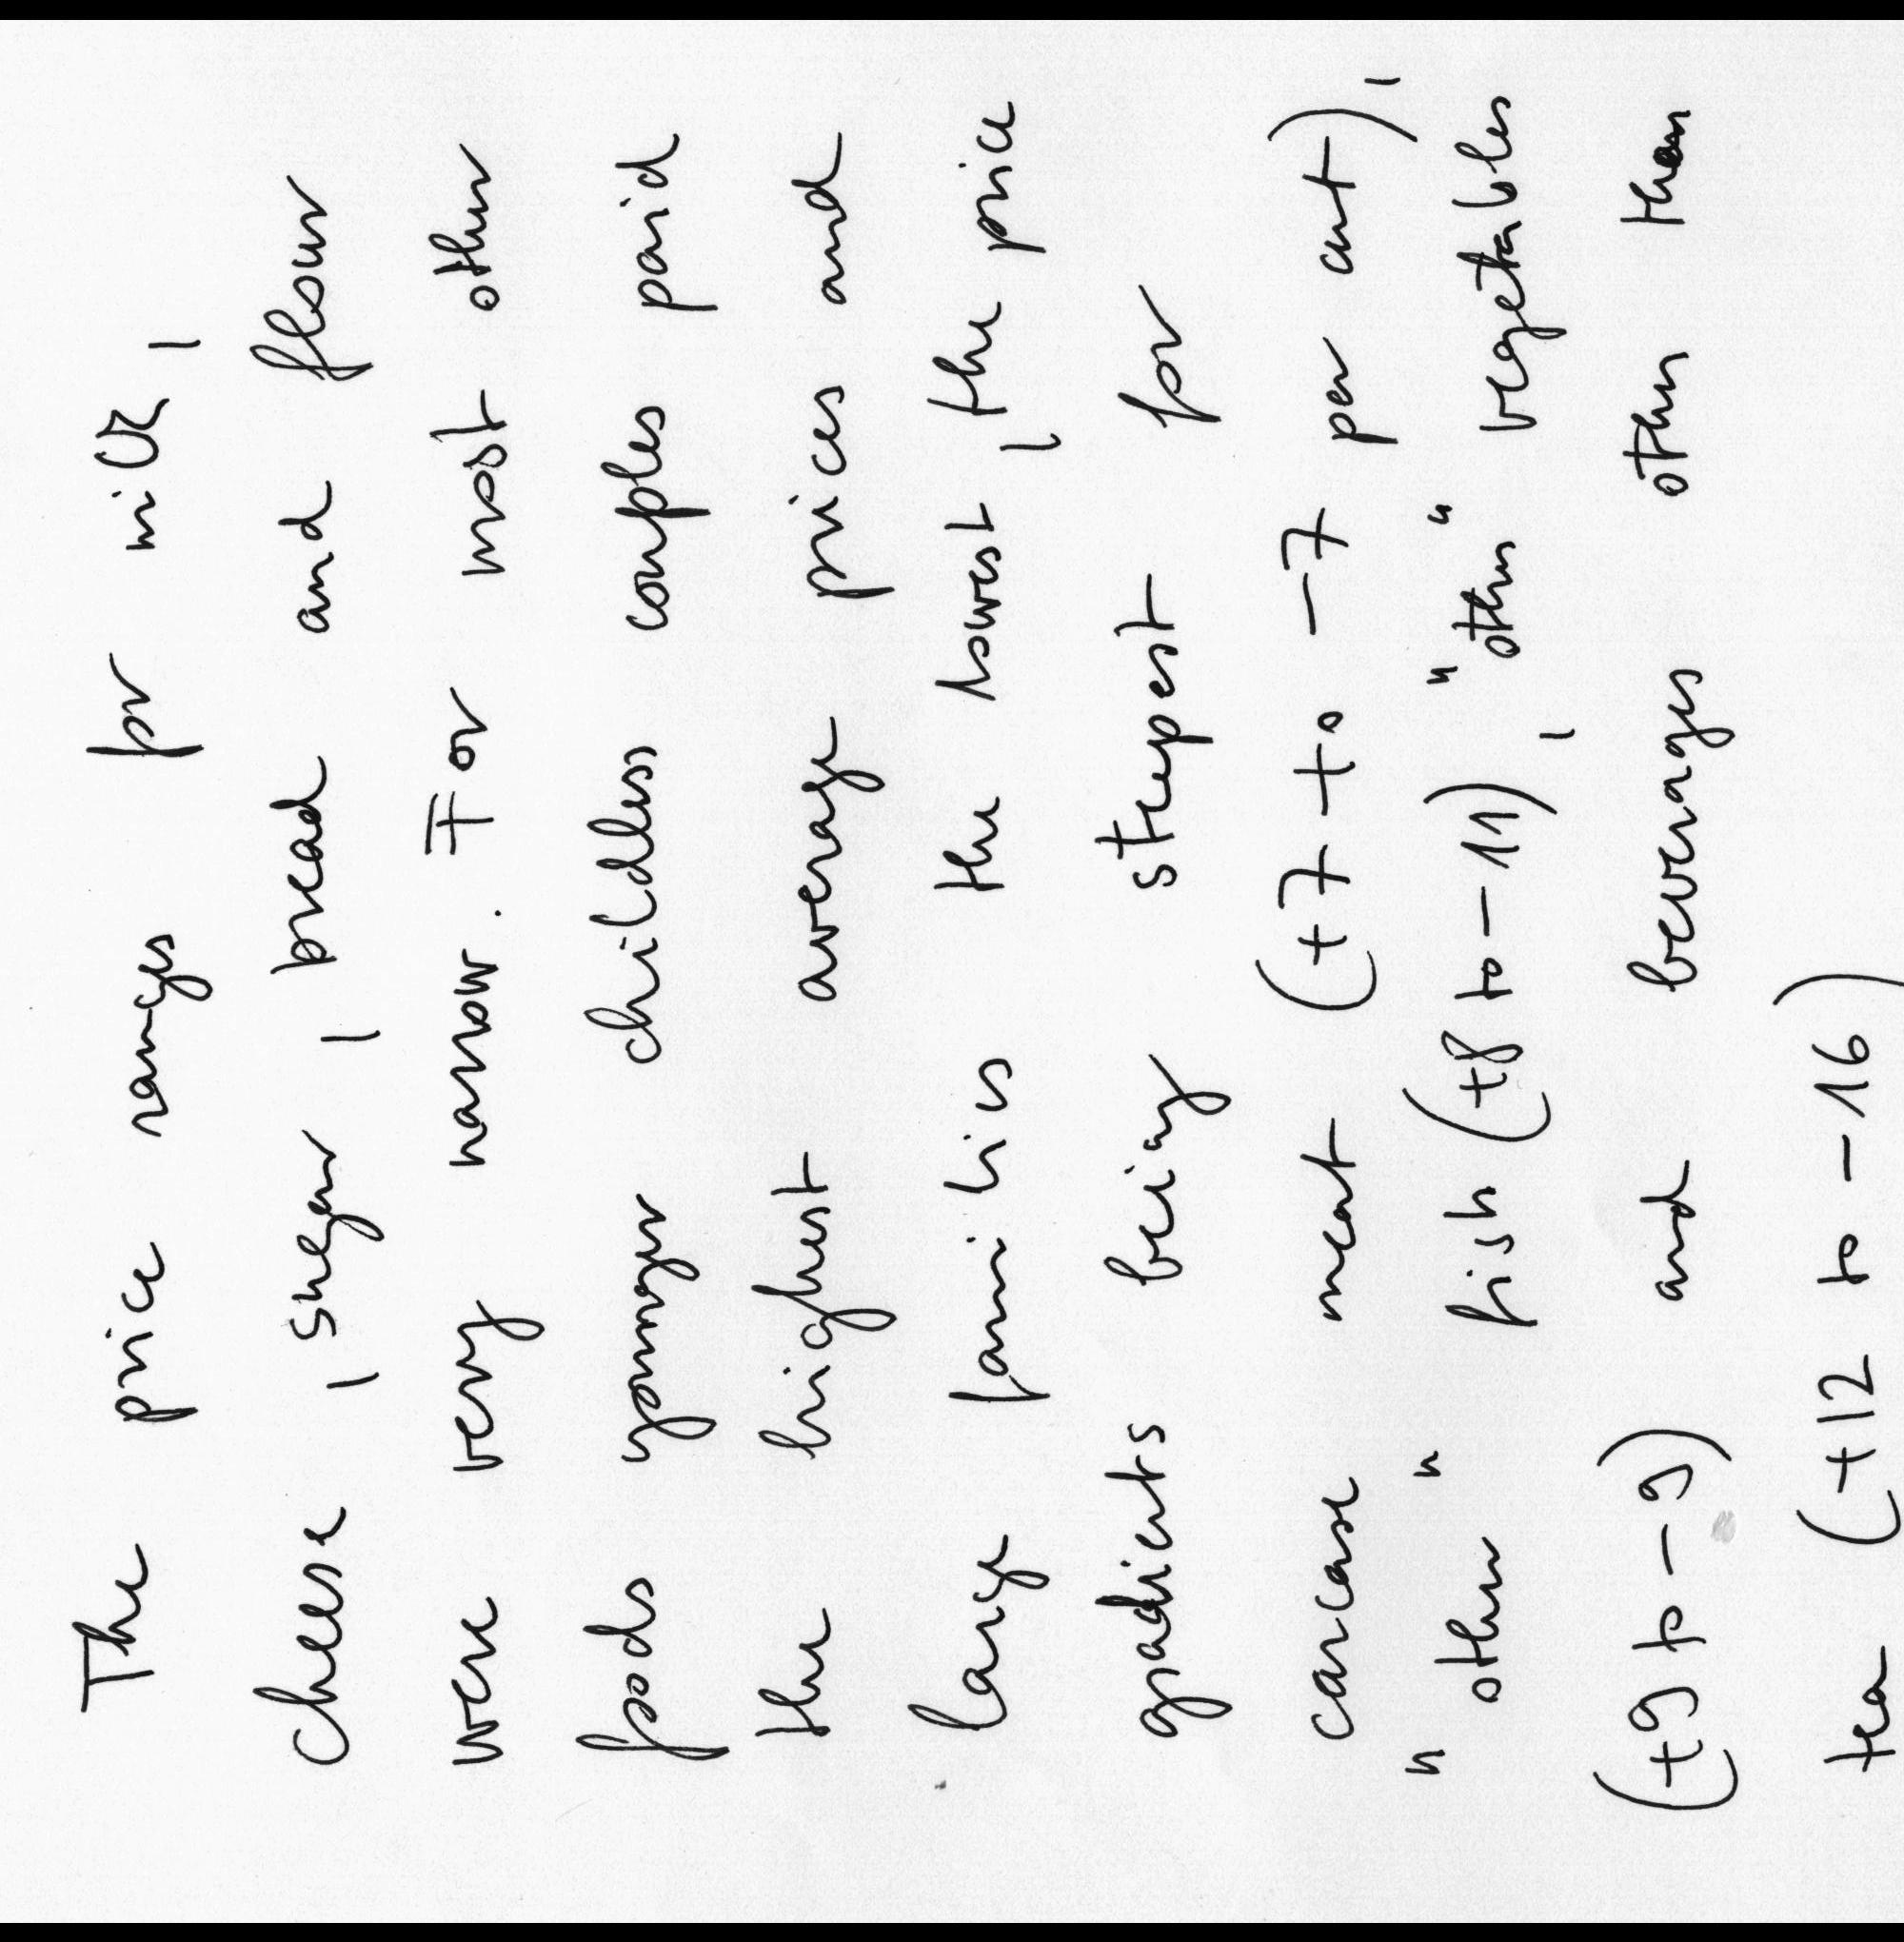 The price ranges for milk,
cheese, sugar, bread and flour
were very narrow. For most other
foods younger childless couples paid
the highest average prices and
large families the lowest, the price
gradients being steepest for
carcase meat (+7 to -7 per cent),
"other" fish (+8 to -11), "other" vegetables
(+9 to -9) and beverages other than
tea (+12 to -16)